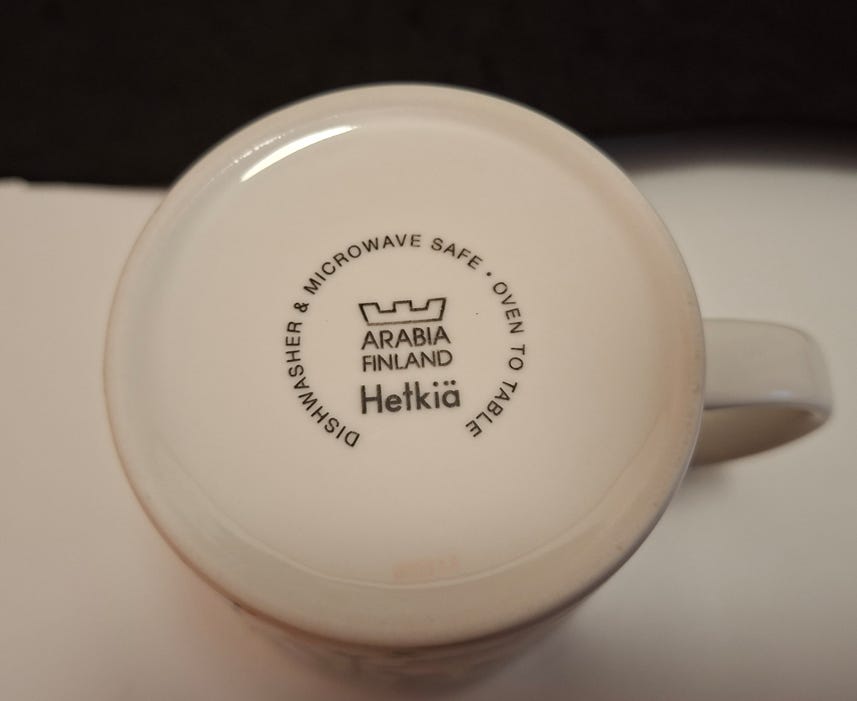 DISHWASHER & MICROWAVE SAFE • OVEN TO TABLE
ARABIA
FINLAND
Hetkiä